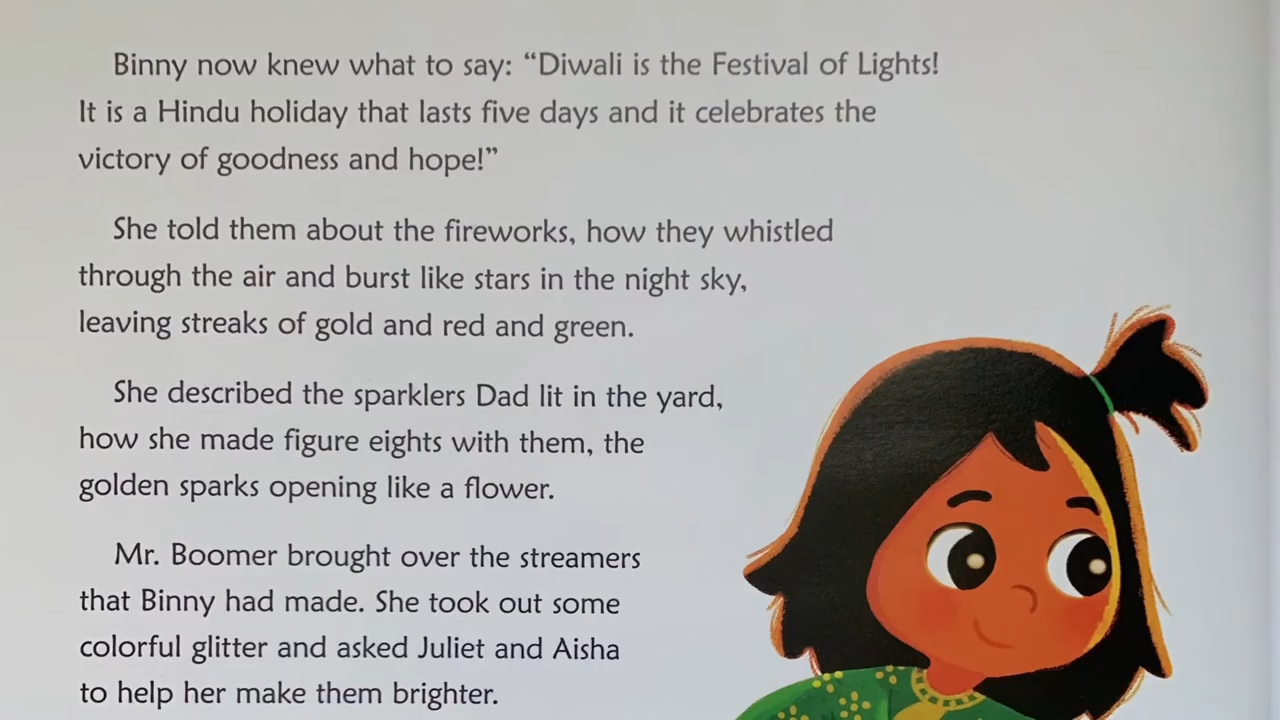 Binny now knew what to say: “Diwali is the Festival of Lights!
It is a Hindu holiday that lasts five days and it celebrates the
victory of goodness and hope!”
She told them about the fireworks, how they whistled
through the air and burst like stars in the night sky,
leaving streaks of gold and red and green.
She described the sparklers Dad lit in the yard,
how she made figure eights with them, the
golden sparks opening like a flower.
Mr. Boomer brought over the streamers
that Binny had made. She took out some
colorful glitter and asked Juliet and Aisha
to help her make them brighter.